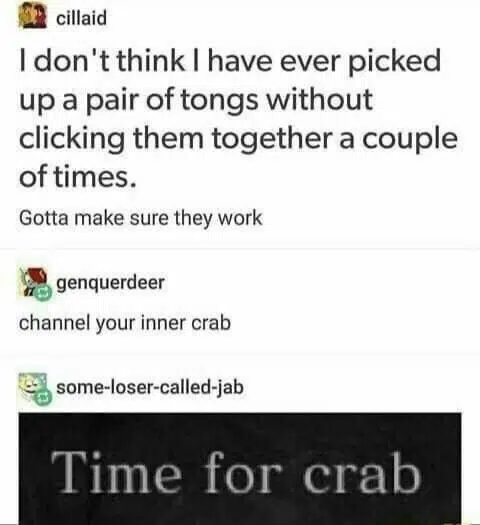 cillaid
I don't think I have ever picked
up a pair of tongs without
clicking them together a couple
of times.
Gotta make sure they work
genquerdeer
channel your inner crab
some-loser-called-jab
Time for crab